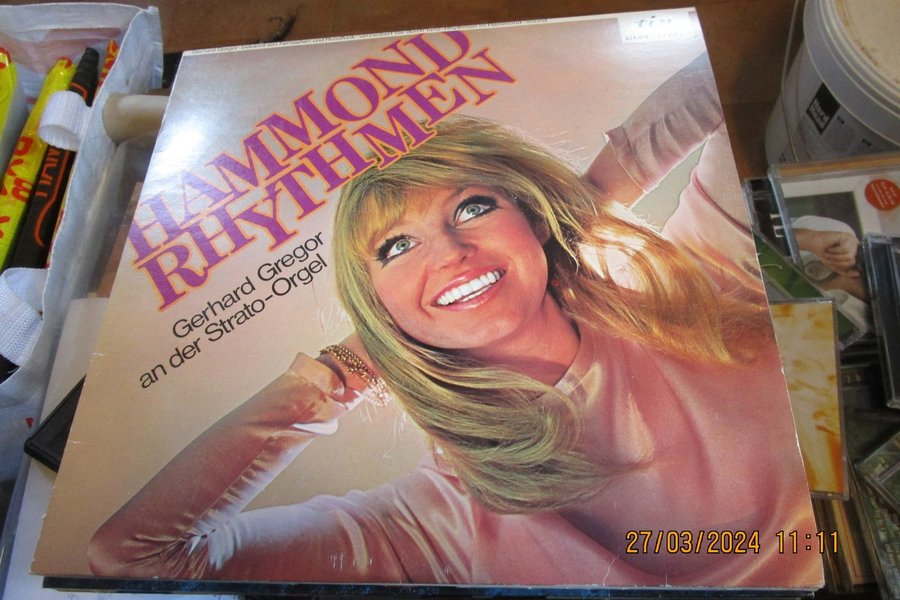 HAMMOND
RHYTHMEN
Gerhard Gregor
an der Strato-Orgel
27/03/2024 11:11